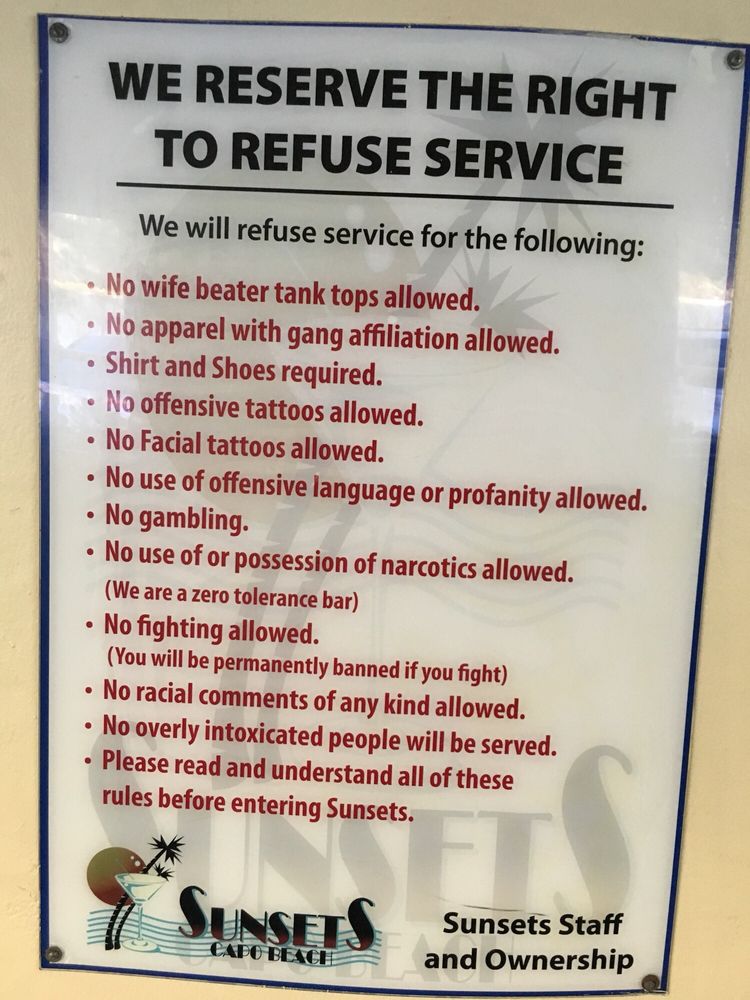 WE RESERVE THE RIGHT
TO REFUSE SERVICE
We will refuse service for the following:
• No wife beater tank tops allowed.
• No apparel with gang affiliation allowed.
• Shirt and Shoes required.
• No offensive tattoos allowed.
• No Facial tattoos allowed.
• No use of offensive language or profanity allowed.
• No gambling.
• No use of or possession of narcotics allowed.
(We are a zero tolerance bar)
• No fighting allowed.
(You will be permanently banned if you fight)
• No racial comments of any kind allowed.
• No overly intoxicated people will be served.
• Please read and understand all of these
rules before entering Sunsets.
SUNSETS
CAPO BEACH
SUNSETS
CAPO BEACH
Sunsets Staff
and Ownership